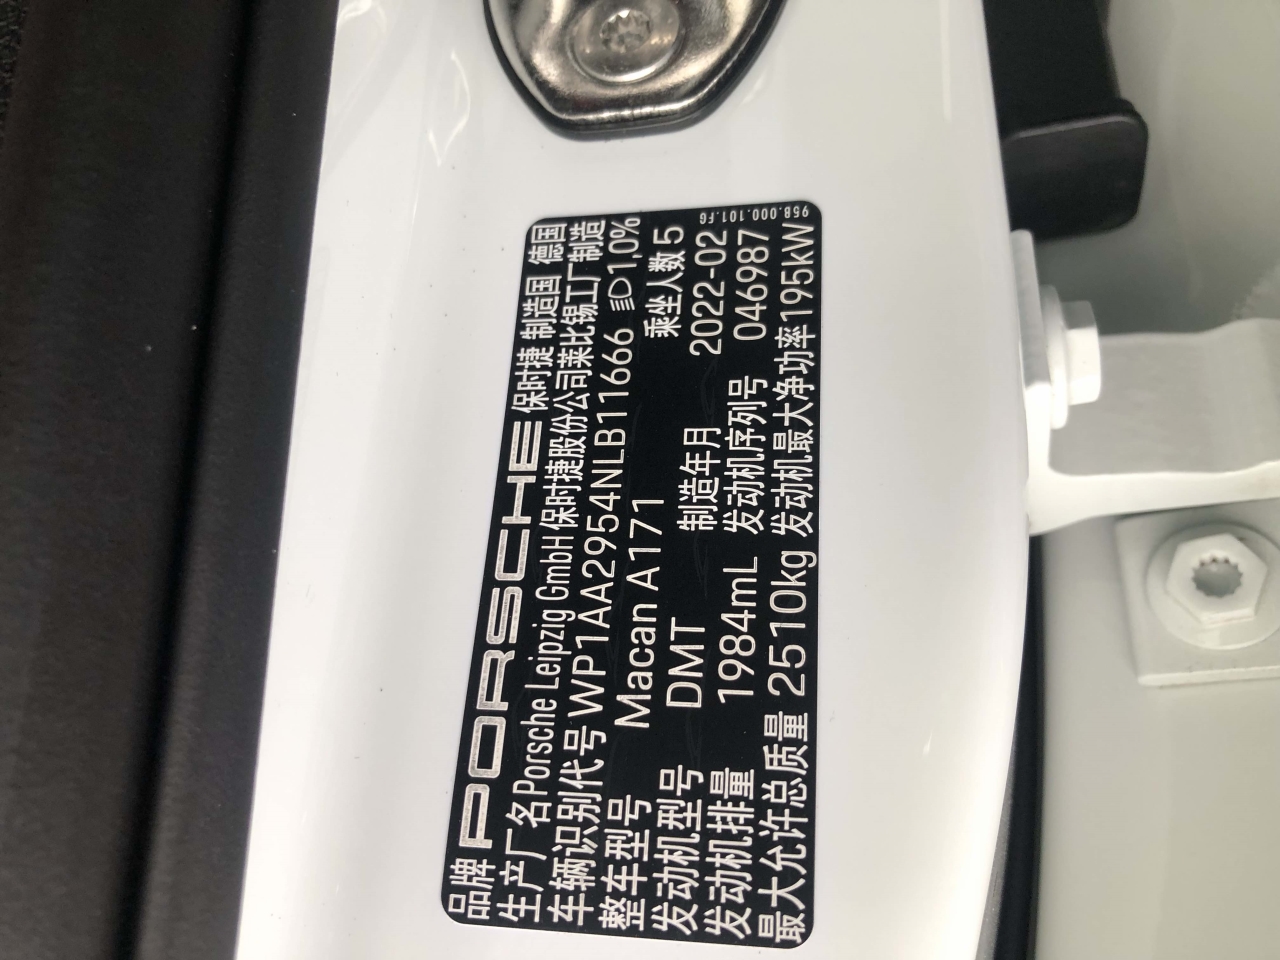 958.000.101.FG
品牌 PORSCHE 保时捷 制造国 德国
生产厂名 Porsche Leipzig GmbH 保时捷股份公司莱比锡工厂制造
车辆识别代号 WP1AA2954NLB11666 1,0%
整车型号 Macan A171 乘坐人数 5
发动机型号 DMT 制造年月 2022-02
发动机排量 1984mL 发动机序列号 046987
最大允许总质量 2510kg 发动机最大净功率 195kW